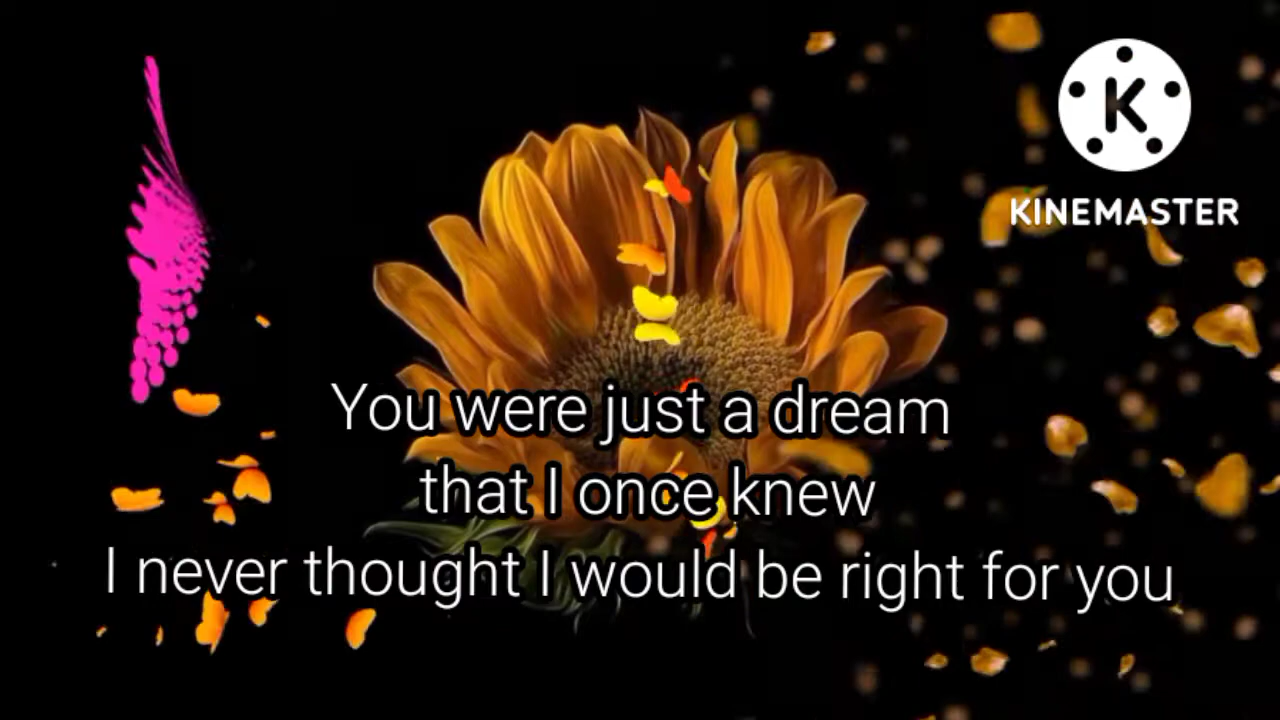 K
KINEMASTER
You were just a dream
that I once knew
I never thought I would be right for you